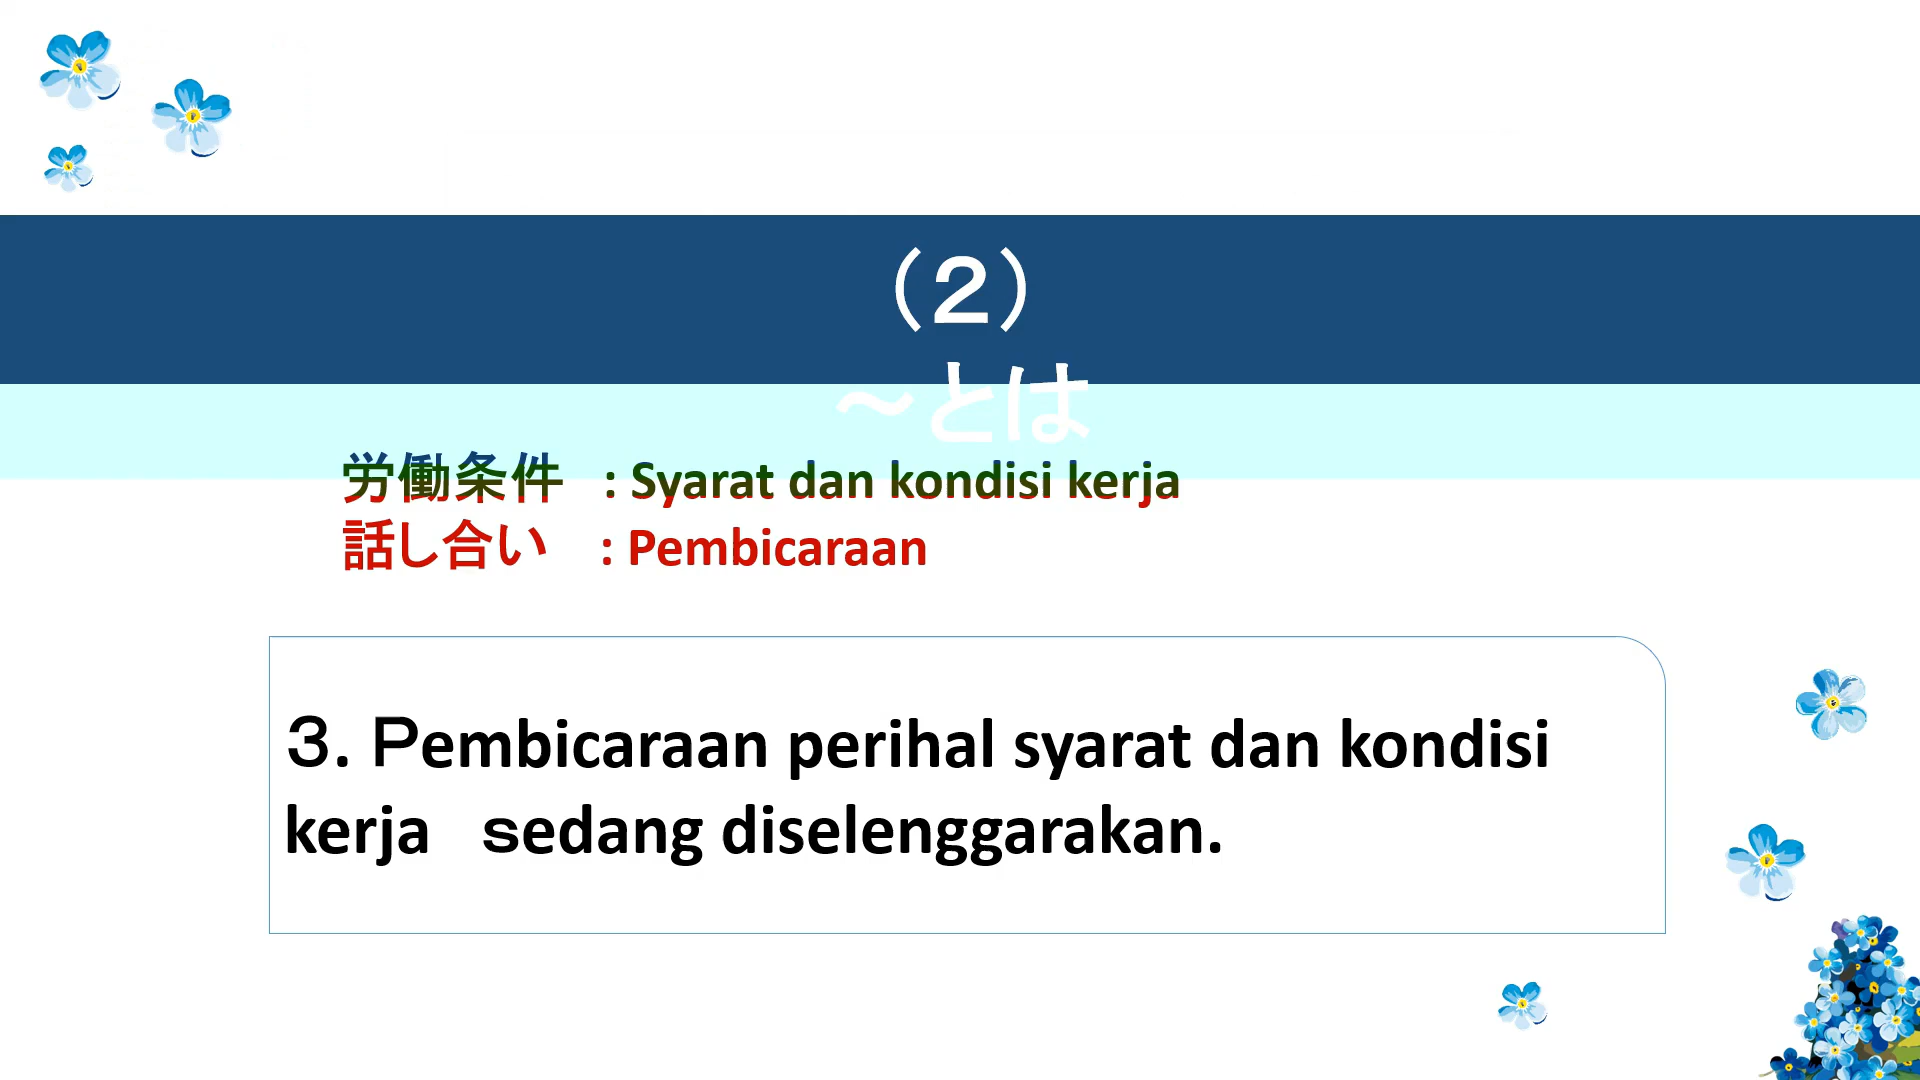 （２）
～とは
労働条件　: Syarat dan kondisi kerja
話し合い　: Pembicaraan
３. Ｐembicaraan perihal syarat dan kondisi
kerja　ｓedang diselenggarakan.